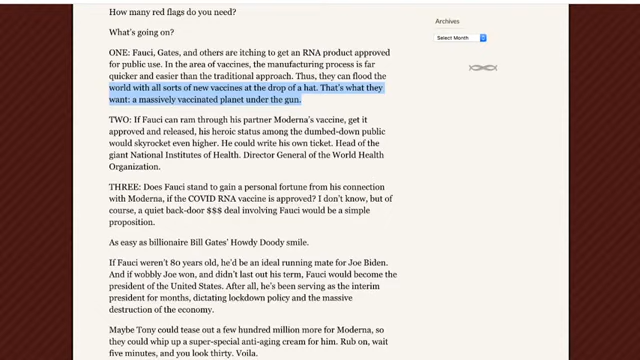 How many red flags do you need?
Archives
What's going on?
Select Month
ONE: Fauci, Gates, and others are itching to get an RNA product approved
for public use. In the area of vaccines, the manufacturing process is far
quicker and easier than the traditional approach. Thus, they can flood the
world with all sorts of new vaccines at the drop of a hat. That's what they
want: a massively vaccinated planet under the gun.
TWO: If Fauci can ram through his partner Moderna's vaccine, get it
approved and released, his heroic status among the dumbed-down public
would skyrocket even higher. He could write his own ticket. Head of the
giant National Institutes of Health. Director General of the World Health
Organization.
THREE: Does Fauci stand to gain a personal fortune from his connection
with Moderna, if the COVID RNA vaccine is approved? I don't know, but of
course, a quiet back-door $$$ deal involving Fauci would be a simple
proposition.
As easy as billionaire Bill Gates' Howdy Doody smile.
If Fauci weren't 80 years old, he'd be an ideal running mate for Joe Biden.
And if wobbly Joe won, and didn't last out his term, Fauci would become the
president of the United States. After all, he's been serving as the interim
president for months, dictating lockdown policy and the massive
destruction of the economy.
Maybe Tony could tease out a few hundred million more for Moderna, so
they could whip up a super-special anti-aging cream for him. Rub on, wait
five minutes, and you look thirty. Voila.